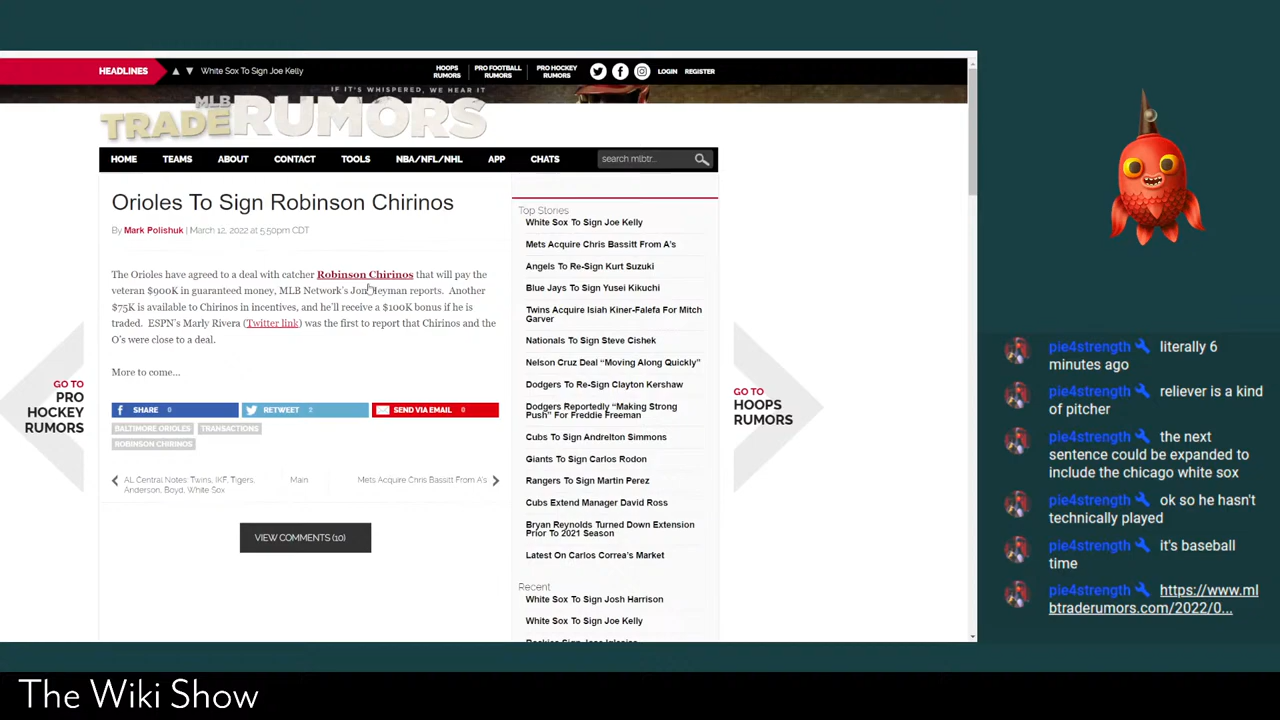 HEADLINES
White Sox To Sign Joe Kelly
HOOPS
RUMORS
PRO FOOTBALL
RUMORS
PRO HOCKEY
RUMORS
LOGIN
REGISTER
IF IT'S WHISPERED, WE HEAR IT
MLB
TRADERUMORS
HOME
TEAMS
ABOUT
CONTACT
TOOLS
NBA/NFL/NHL
APP
CHATS
search mlbtr..
Orioles To Sign Robinson Chirinos
By Mark Polishuk | March 12, 2022 at 5:50pm CDT
The Orioles have agreed to a deal with catcher Robinson Chirinos that will pay the
veteran $900K in guaranteed money, MLB Network's Jon Heyman reports. Another
$75K is available to Chirinos in incentives, and he'll receive a $100K bonus if he is
traded. ESPN's Marly Rivera (Twitter link) was the first to report that Chirinos and the
O's were close to a deal.
More to come...
SHARE 0
RETWEET 2
SEND VIA EMAIL 0
BALTIMORE ORIOLES
TRANSACTIONS
ROBINSON CHIRINOS
AL Central Notes: Twins, IKF, Tigers,
Anderson, Boyd, White Sox
Main
Mets Acquire Chris Bassitt From A's
VIEW COMMENTS (10)
GO TO
PRO
HOCKEY
RUMORS
Top Stories
White Sox To Sign Joe Kelly
Mets Acquire Chris Bassitt From A's
Angels To Re-Sign Kurt Suzuki
Blue Jays To Sign Yusei Kikuchi
Twins Acquire Isiah Kiner-Falefa For Mitch
Garver
Nationals To Sign Steve Cishek
Nelson Cruz Deal “Moving Along Quickly”
Dodgers To Re-Sign Clayton Kershaw
Dodgers Reportedly “Making Strong
Push” For Freddie Freeman
Cubs To Sign Andrelton Simmons
Giants To Sign Carlos Rodon
Rangers To Sign Martin Perez
Cubs Extend Manager David Ross
Bryan Reynolds Turned Down Extension
Prior To 2021 Season
Latest On Carlos Correa's Market
Recent
White Sox To Sign Josh Harrison
White Sox To Sign Joe Kelly
Rockies Sign Jose Iglesias
GO TO
HOOPS
RUMORS
pie4strength literally 6
minutes ago
pie4strength reliever is a kind
of pitcher
pie4strength the next
sentence could be expanded to
include the chicago white sox
pie4strength ok so he hasn't
technically played
pie4strength it's baseball
time
pie4strength https://www.ml
btraderumors.com/2022/0...
The Wiki Show